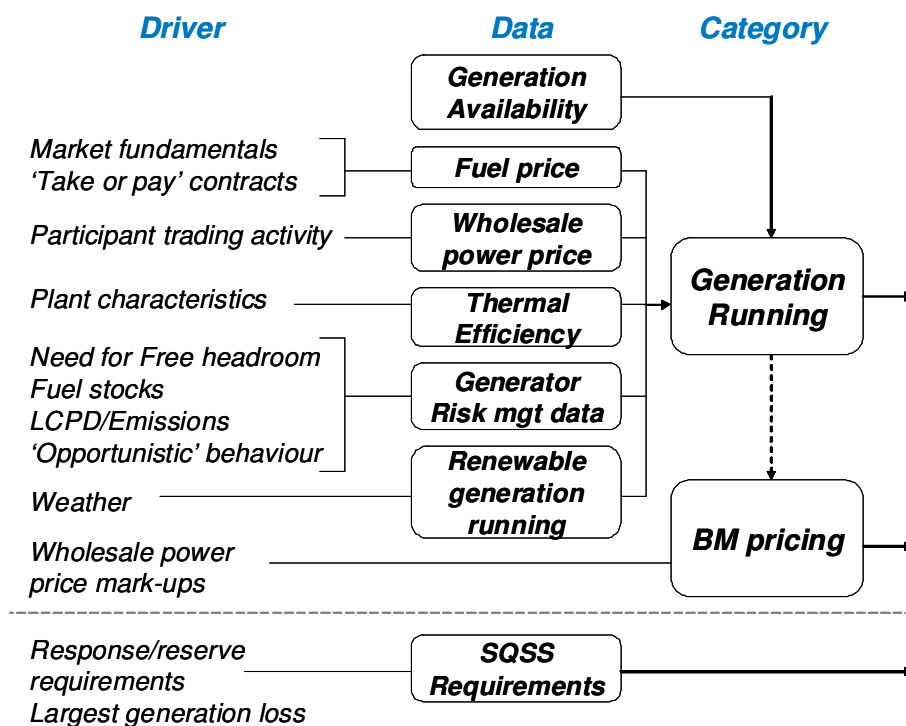 Driver
Data
Category
Generation
Availability
Market fundamentals
‘Take or pay’ contracts
Fuel price
Participant trading activity
Wholesale
power price
Plant characteristics
Thermal
Efficiency
Generation
Running
Need for Free headroom
Fuel stocks
LCPD/Emissions
‘Opportunistic’ behaviour
Generator
Risk mgt data
Weather
Renewable
generation
running
Wholesale power
price mark-ups
BM pricing
Response/reserve
requirements
Largest generation loss
SQSS
Requirements